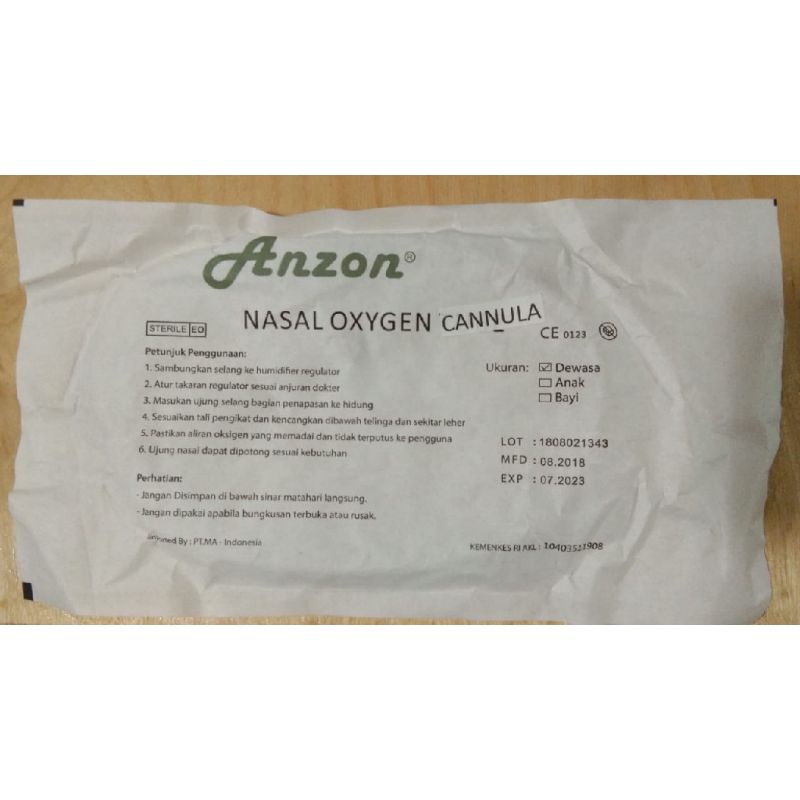 Anzon®
NASAL OXYGEN CANNULA
STERILE EO
CE 0123
Petunjuk Penggunaan:
1. Sambungkan selang ke humidifier regulator
2. Atur takaran regulator sesuai anjuran dokter
3. Masukan ujung selang bagian penapasan ke hidung
4. Sesuaikan tali pengikat dan kencangkan dibawah telinga dan sekitar leher
5. Pastikan aliran oksigen yang memadai dan tidak terputus ke pengguna
6. Ujung nasal dapat dipotong sesuai kebutuhan
Ukuran: ☑ Dewasa
☐ Anak
☐ Bayi
LOT : 1808021343
MFD : 08.2018
EXP : 07.2023
Perhatian:
- Jangan Disimpan di bawah sinar matahari langsung.
- Jangan dipakai apabila bungkusan terbuka atau rusak.
By : PT.MA - Indonesia
KEMENKES RI AKL : 10403511908